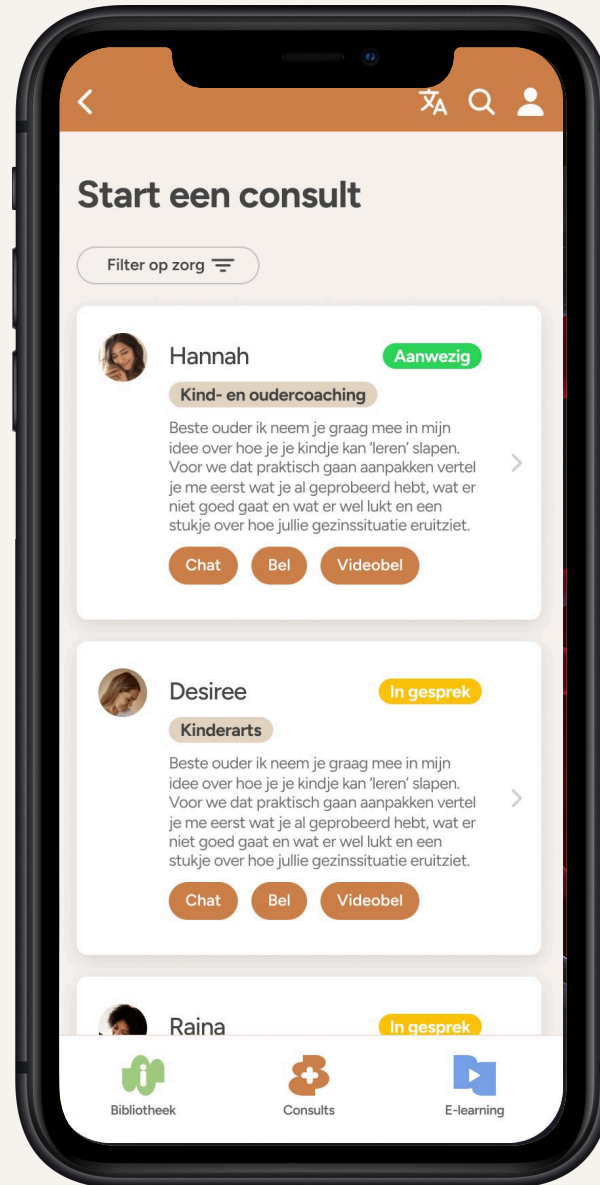 Start een consult
Filter op zorg
Hannah
Aanwezig
Kind- en oudercoaching
Beste ouder ik neem je graag mee in mijn
idee over hoe je je kindje kan ‘leren’ slapen.
Voor we dat praktisch gaan aanpakken vertel
je me eerst wat je al geprobeerd hebt, wat er
niet goed gaat en wat er wel lukt en een
stukje over hoe jullie gezinssituatie eruitziet.
Chat
Bel
Videobel
Desiree
In gesprek
Kinderarts
Beste ouder ik neem je graag mee in mijn
idee over hoe je je kindje kan ‘leren’ slapen.
Voor we dat praktisch gaan aanpakken vertel
je me eerst wat je al geprobeerd hebt, wat er
niet goed gaat en wat er wel lukt en een
stukje over hoe jullie gezinssituatie eruitziet.
Chat
Bel
Videobel
Raina
In gesprek
Bibliotheek
Consults
E-learning